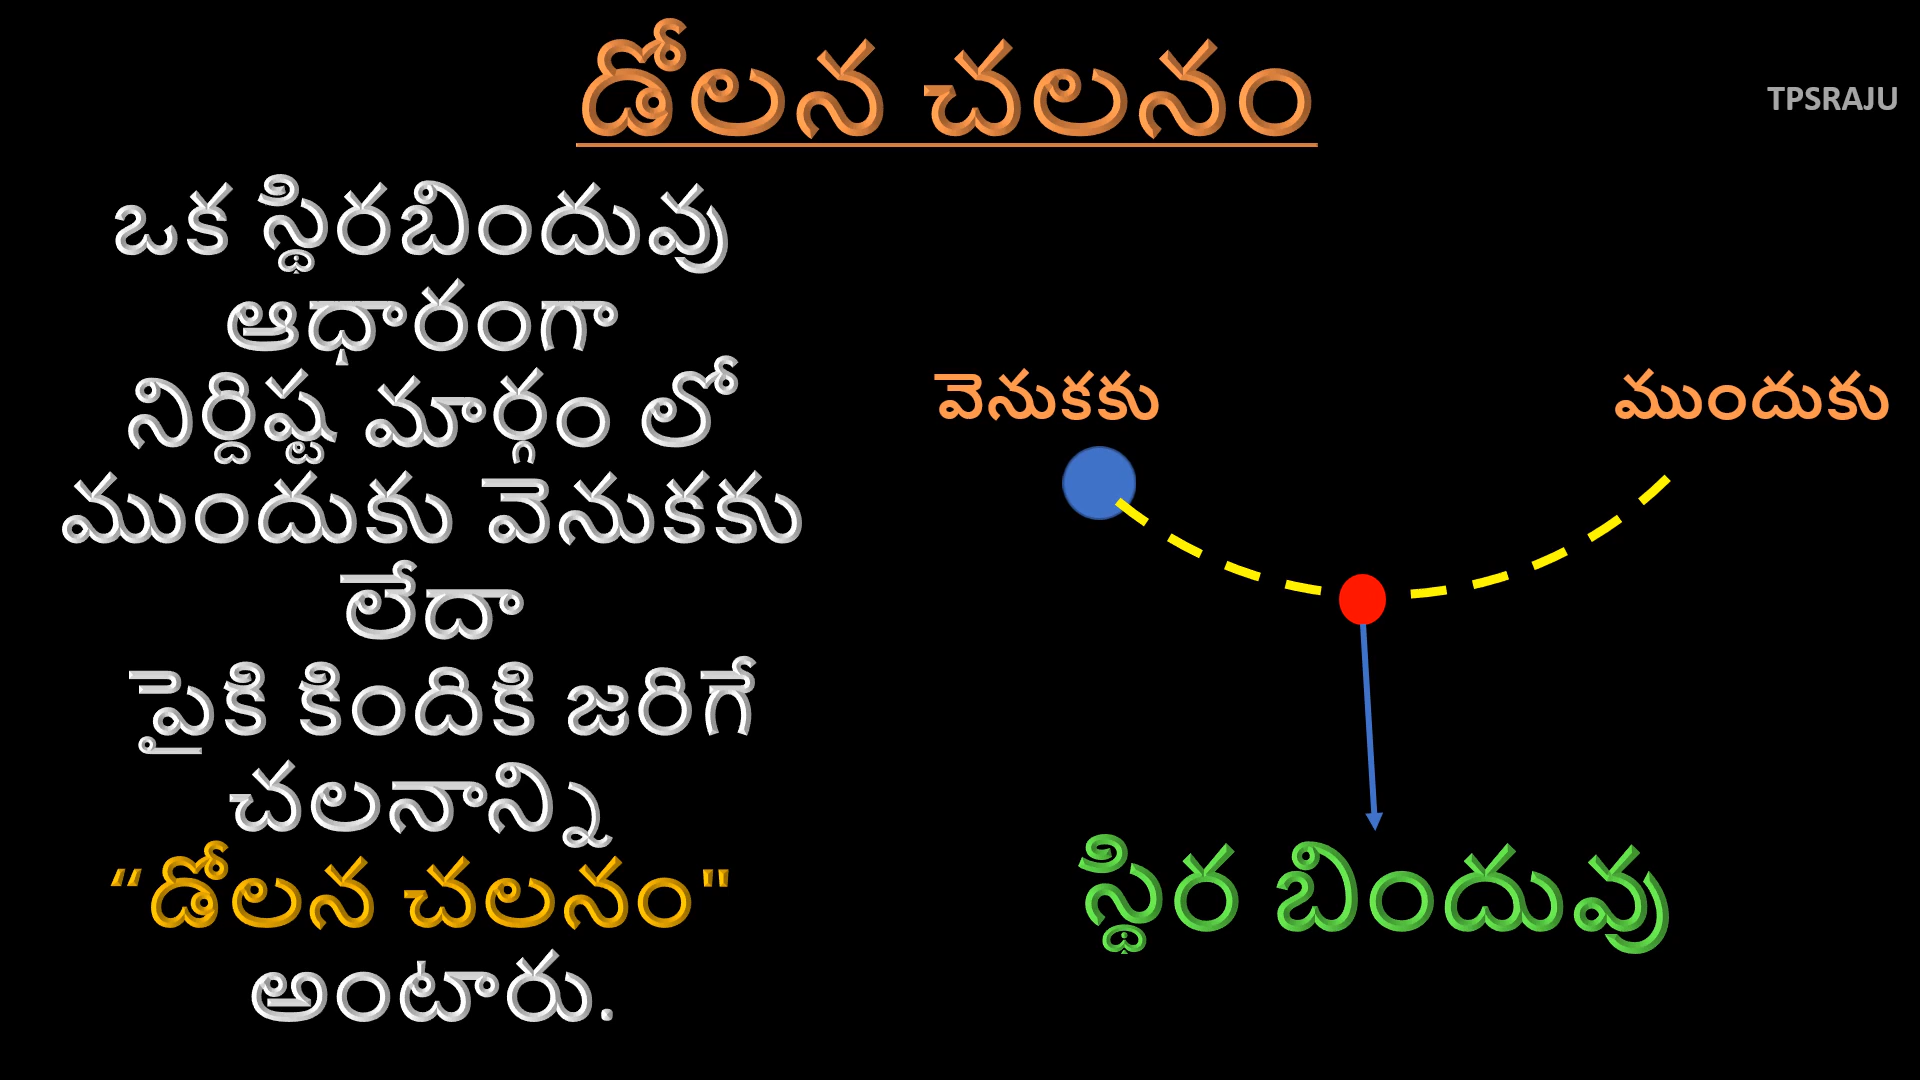 డోలన చలనం
TPSRAJU
ఒక స్థిరబిందువు
ఆధారంగా
నిర్దిష్ట మార్గం లో
ముందుకు వెనుకకు
లేదా
పైకి కిందికి జరిగే
చలనాన్ని
“డోలన చలనం"
అంటారు.
వెనుకకు
ముందుకు
స్థిర బిందువు